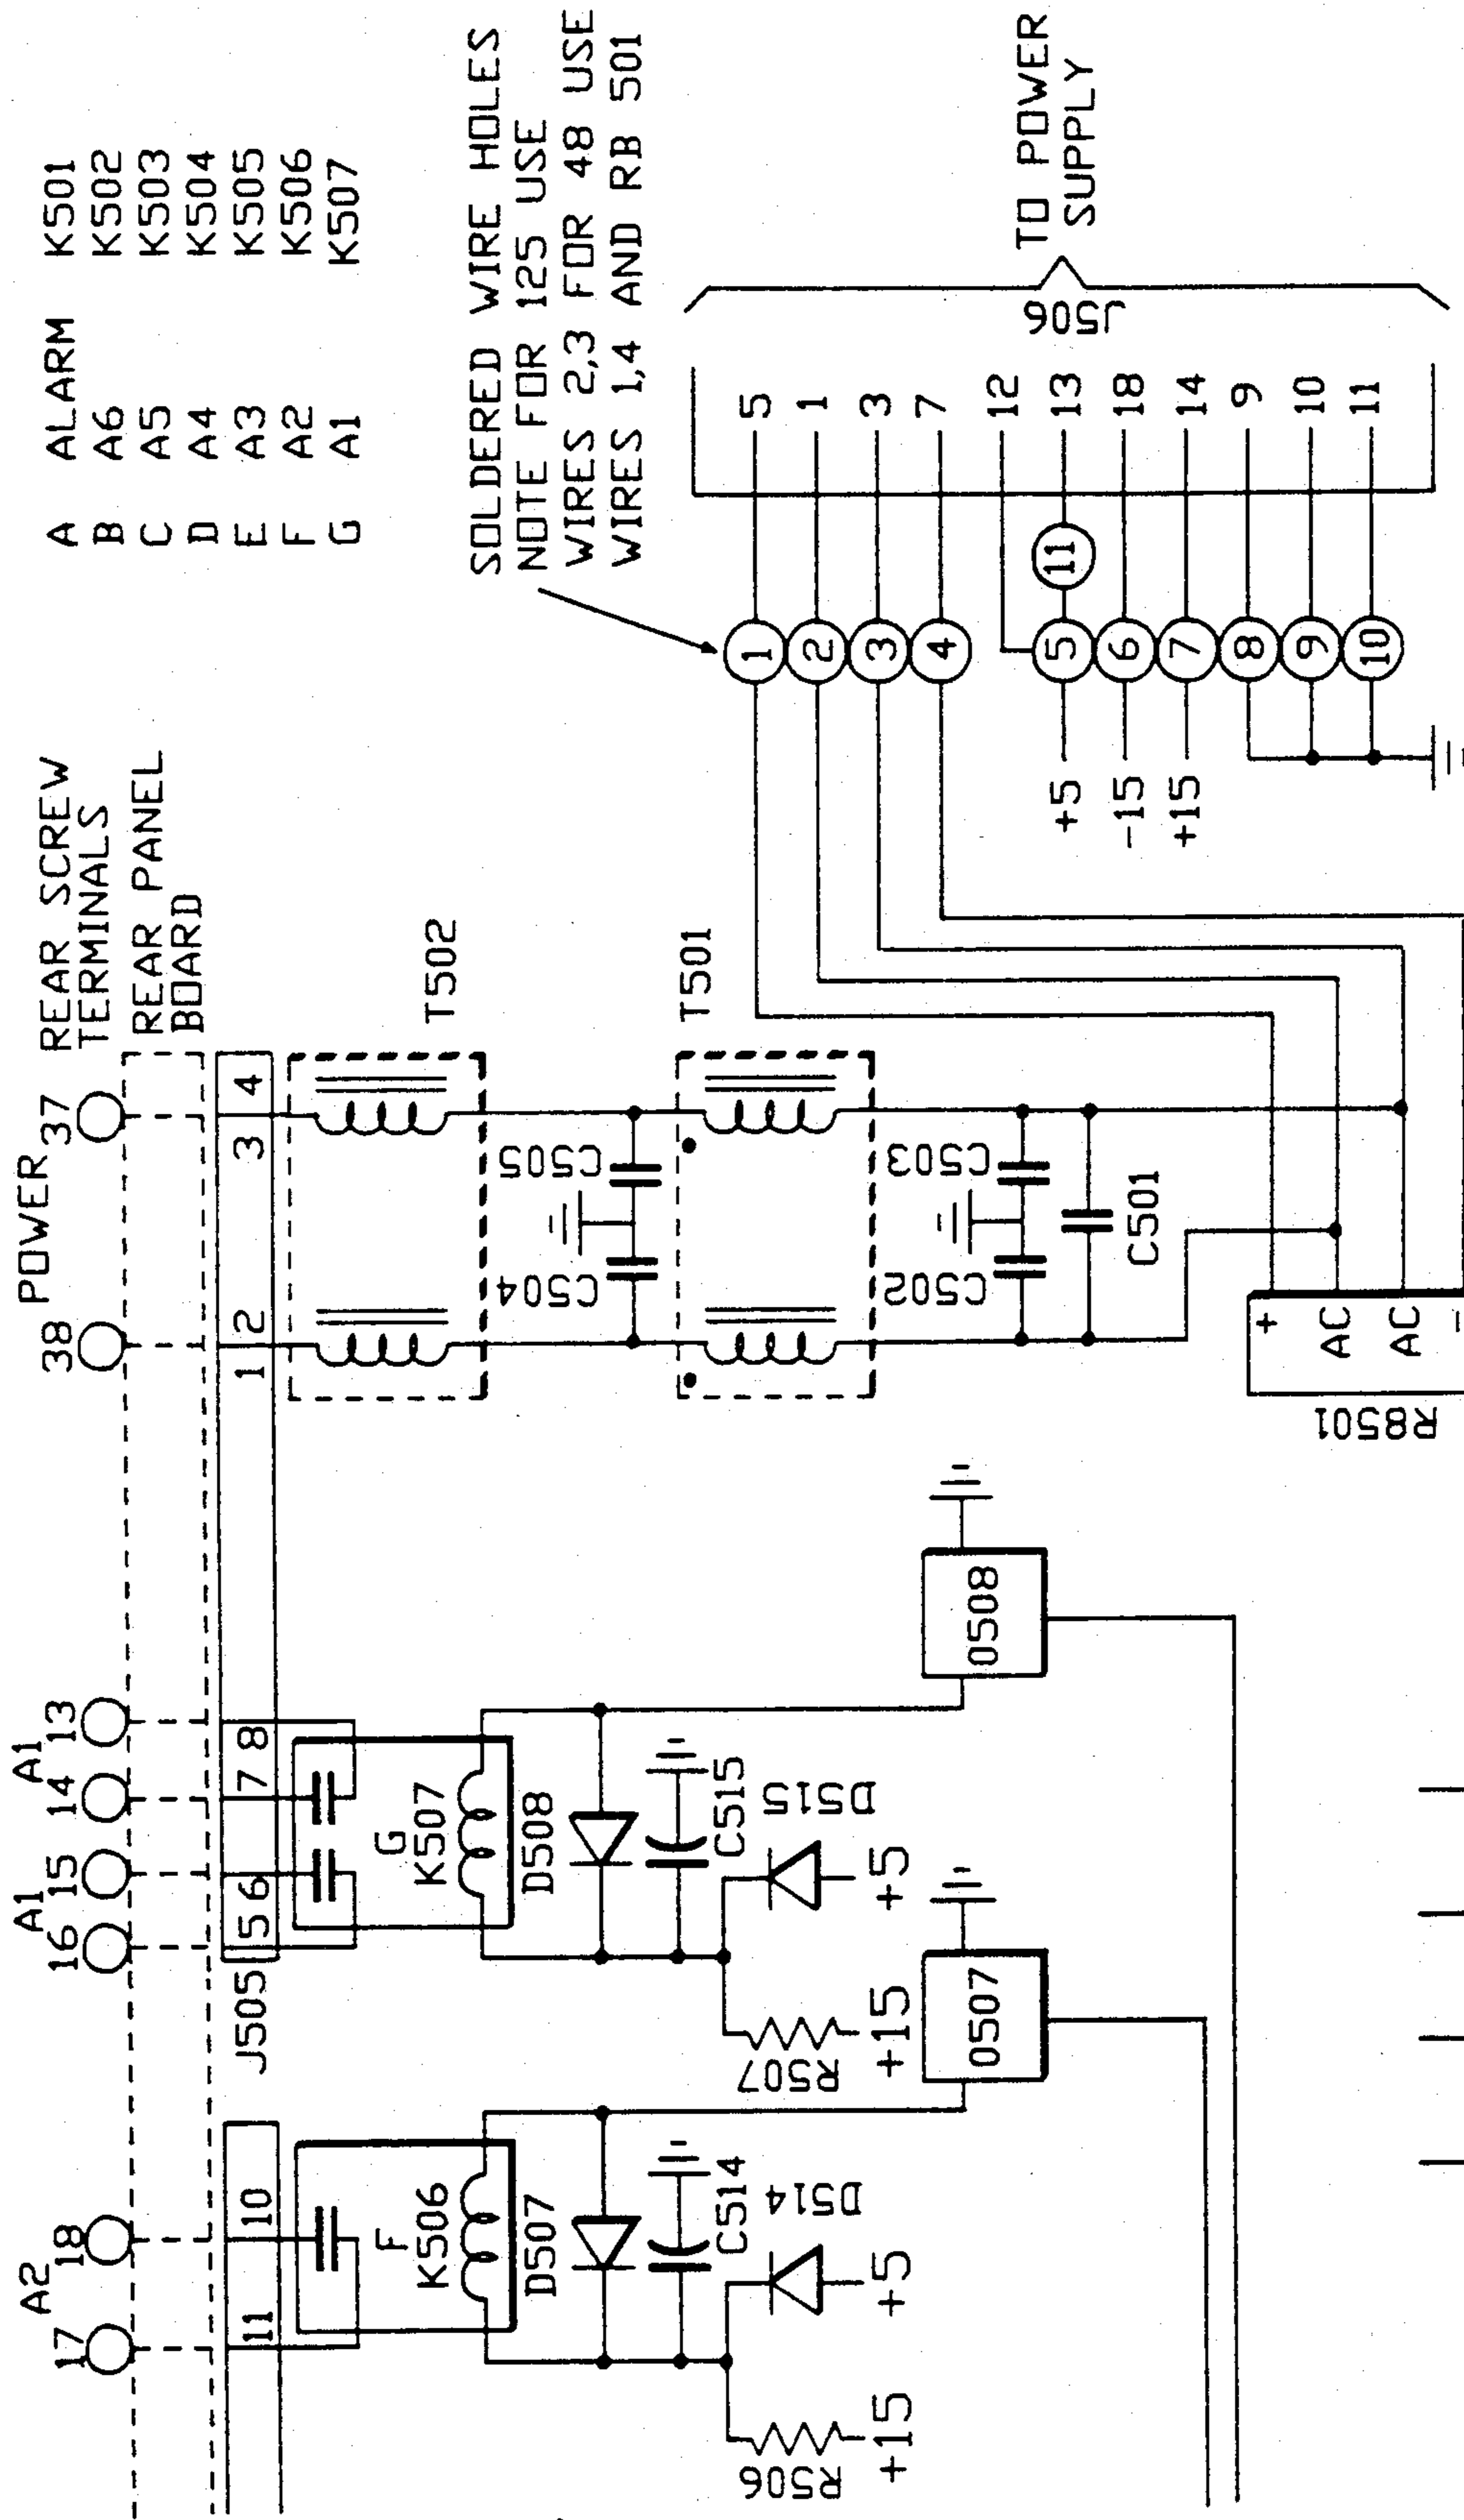 A ALARM K501
B A6 K502
C A5 K503
D A4 K504
E A3 K505
F A2 K506
G A1 K507
SOLDERED WIRE HOLES
NOTE FOR 125 USE
WIRES 2,3 FOR 48 USE
WIRES 1,4 AND RB 501
REAR SCREW
TERMINALS
REAR PANEL
BOARD
POWER
38
37
A1
A1
16
15
14
13
A2
17
18
J505
11
10
5
6
7
8
1
2
3
4
T502
C504
C505
T501
C502
C503
C501
R8501
+
AC
AC
-
F
K506
D507
C514
D514
R506
+15
+5
0507
G
K507
D508
C515
D515
R507
+15
+5
0508
1
2
3
4
5
6
7
8
9
10
11
+5
-15
+15
5
1
3
7
12
13
18
14
9
10
11
J506
TO POWER
SUPPLY